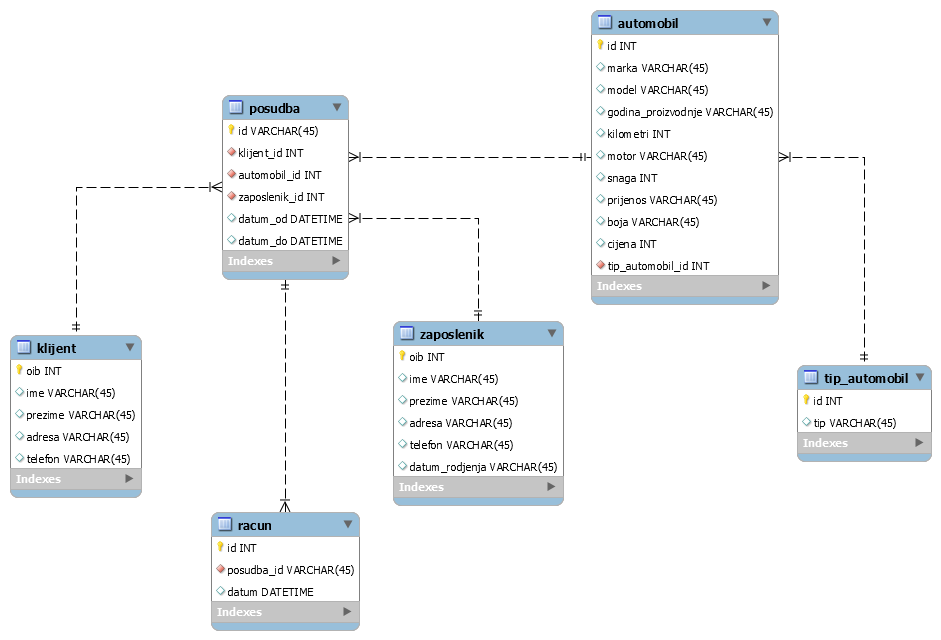 automobil
id INT
marka VARCHAR(45)
model VARCHAR(45)
godina_proizvodnje VARCHAR(45)
kilometri INT
motor VARCHAR(45)
snaga INT
prijenos VARCHAR(45)
boja VARCHAR(45)
cijena INT
tip_automobil_id INT
Indexes
posudba
id VARCHAR(45)
klijent_id INT
automobil_id INT
zaposlenik_id INT
datum_od DATETIME
datum_do DATETIME
Indexes
klijent
oib INT
ime VARCHAR(45)
prezime VARCHAR(45)
adresa VARCHAR(45)
telefon VARCHAR(45)
Indexes
zaposlenik
oib INT
ime VARCHAR(45)
prezime VARCHAR(45)
adresa VARCHAR(45)
telefon VARCHAR(45)
datum_rodjenja VARCHAR(45)
Indexes
tip_automobil
id INT
tip VARCHAR(45)
Indexes
racun
id INT
posudba_id VARCHAR(45)
datum DATETIME
Indexes